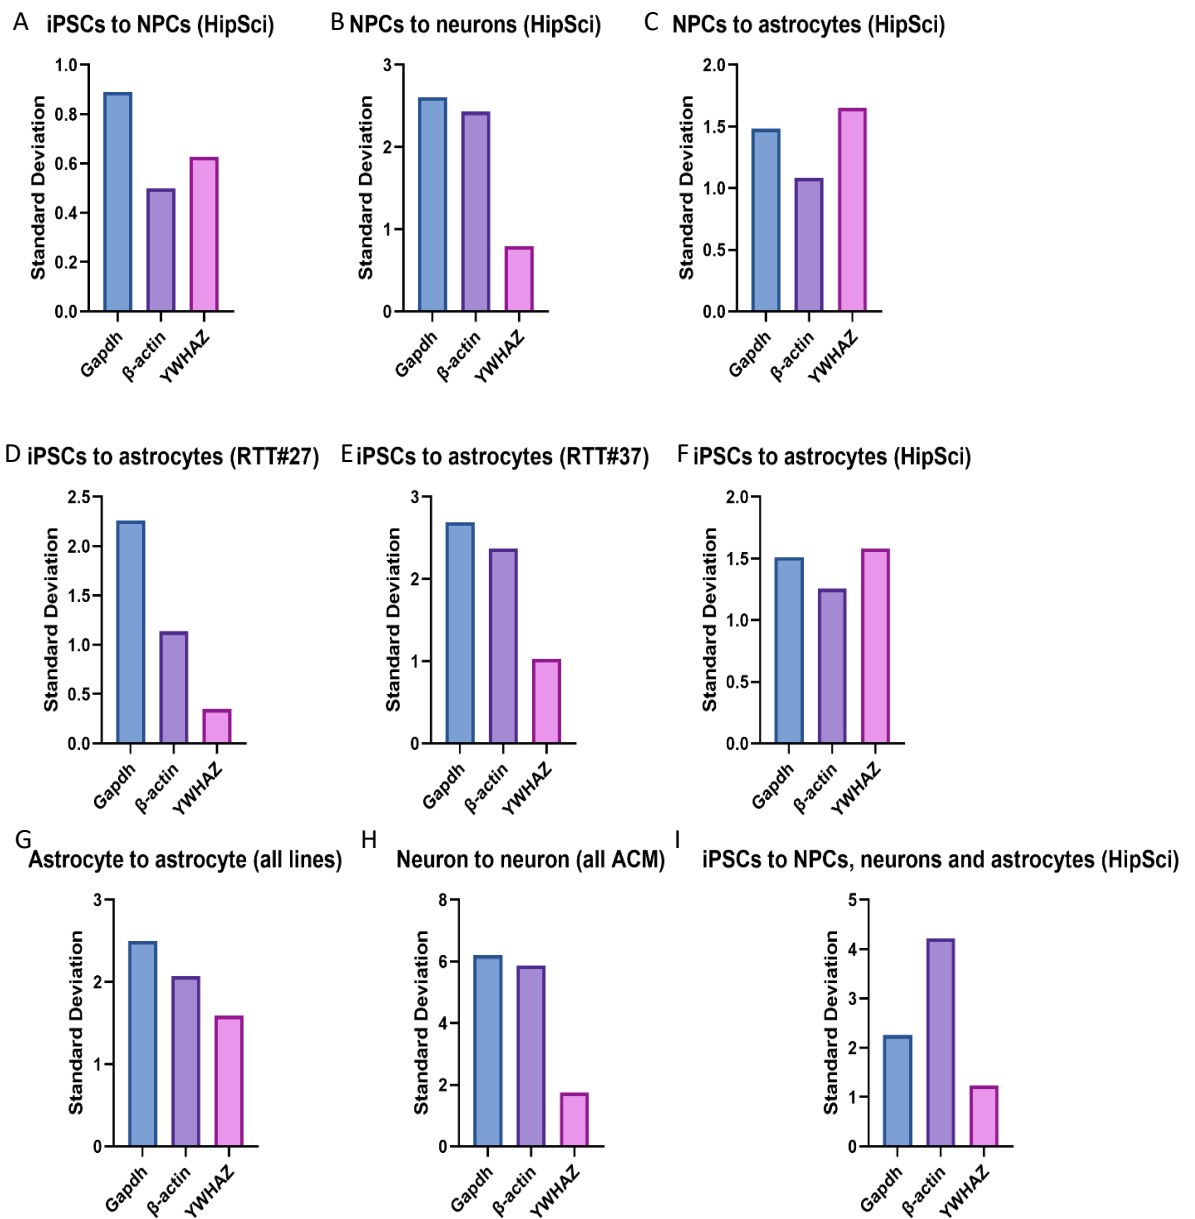 A iPSCs to NPCs (HipSci)
Standard Deviation
1.0
0.8
0.6
0.4
0.2
0.0
Gapdh
β-actin
YWHAZ
B NPCs to neurons (HipSci)
Standard Deviation
3
2
1
0
Gapdh
β-actin
YWHAZ
C NPCs to astrocytes (HipSci)
Standard Deviation
2.0
1.5
1.0
0.5
0.0
Gapdh
β-actin
YWHAZ
D iPSCs to astrocytes (RTT#27)
Standard Deviation
2.5
2.0
1.5
1.0
0.5
0.0
Gapdh
β-actin
YWHAZ
E iPSCs to astrocytes (RTT#37)
Standard Deviation
3
2
1
0
Gapdh
β-actin
YWHAZ
F iPSCs to astrocytes (HipSci)
Standard Deviation
2.0
1.5
1.0
0.5
0.0
Gapdh
β-actin
YWHAZ
G Astrocyte to astrocyte (all lines)
Standard Deviation
3
2
1
0
Gapdh
β-actin
YWHAZ
H Neuron to neuron (all ACM)
Standard Deviation
8
6
4
2
0
Gapdh
β-actin
YWHAZ
I iPSCs to NPCs, neurons and astrocytes (HipSci)
Standard Deviation
5
4
3
2
1
0
Gapdh
β-actin
YWHAZ